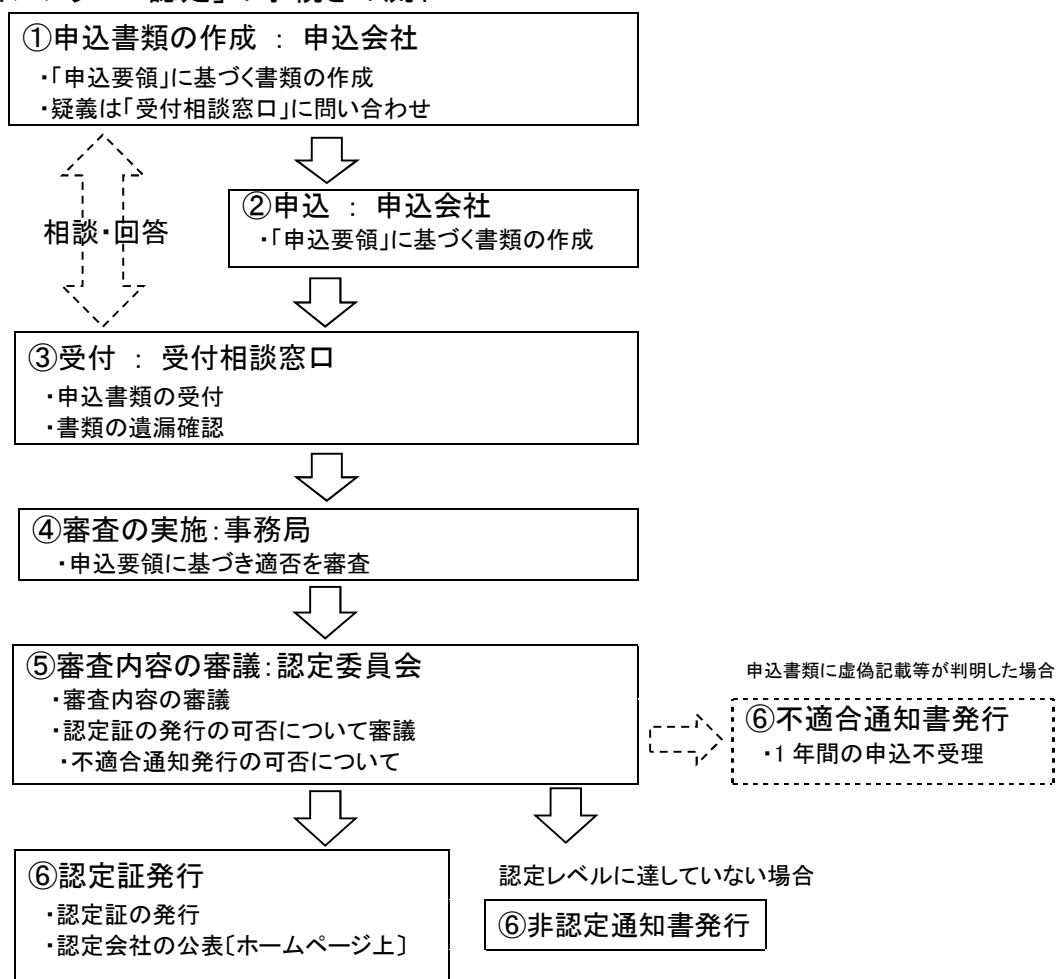 ①申込書類の作成 : 申込会社
・「申込要領」に基づく書類の作成
・疑義は「受付相談窓口」に問い合わせ
相談・回答
②申込 : 申込会社
・「申込要領」に基づく書類の作成
③受付 : 受付相談窓口
・申込書類の受付
・書類の遺漏確認
④審査の実施:事務局
・申込要領に基づき適否を審査
⑤審査内容の審議:認定委員会
・審査内容の審議
・認定証の発行の可否について審議
・不適合通知発行の可否について
申込書類に虚偽記載等が判明した場合
⑥不適合通知書発行
・1 年間の申込不受理
⑥認定証発行
・認定証の発行
・認定会社の公表〔ホームページ上〕
認定レベルに達していない場合
⑥非認定通知書発行